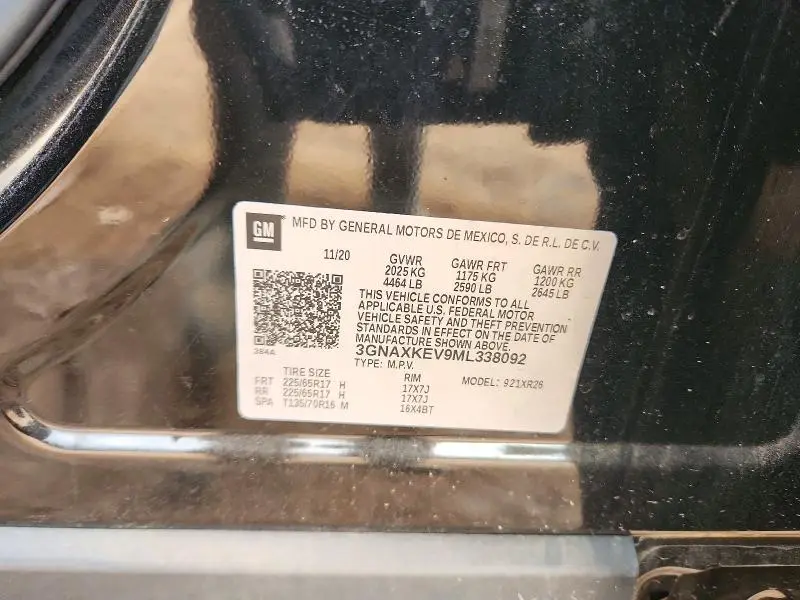 GM
MFD BY GENERAL MOTORS DE MEXICO, S. DE R.L. DE C.V.
11/20 GVWR GAWR FRT GAWR RR
2025 KG 1175 KG 1200 KG
4464 LB 2590 LB 2645 LB
THIS VEHICLE CONFORMS TO ALL
APPLICABLE U.S. FEDERAL MOTOR
VEHICLE SAFETY AND THEFT PREVENTION
STANDARDS IN EFFECT ON THE DATE OF
MANUFACTURE SHOWN ABOVE.
384A 3GNAXKEV9ML338092
TYPE: M.P.V.
TIRE SIZE RIM MODEL: 921XR26
FRT 225/65R17 H 17X7J
RR 225/65R17 H 17X7J
SPA T135/70R16 M 16X4BT